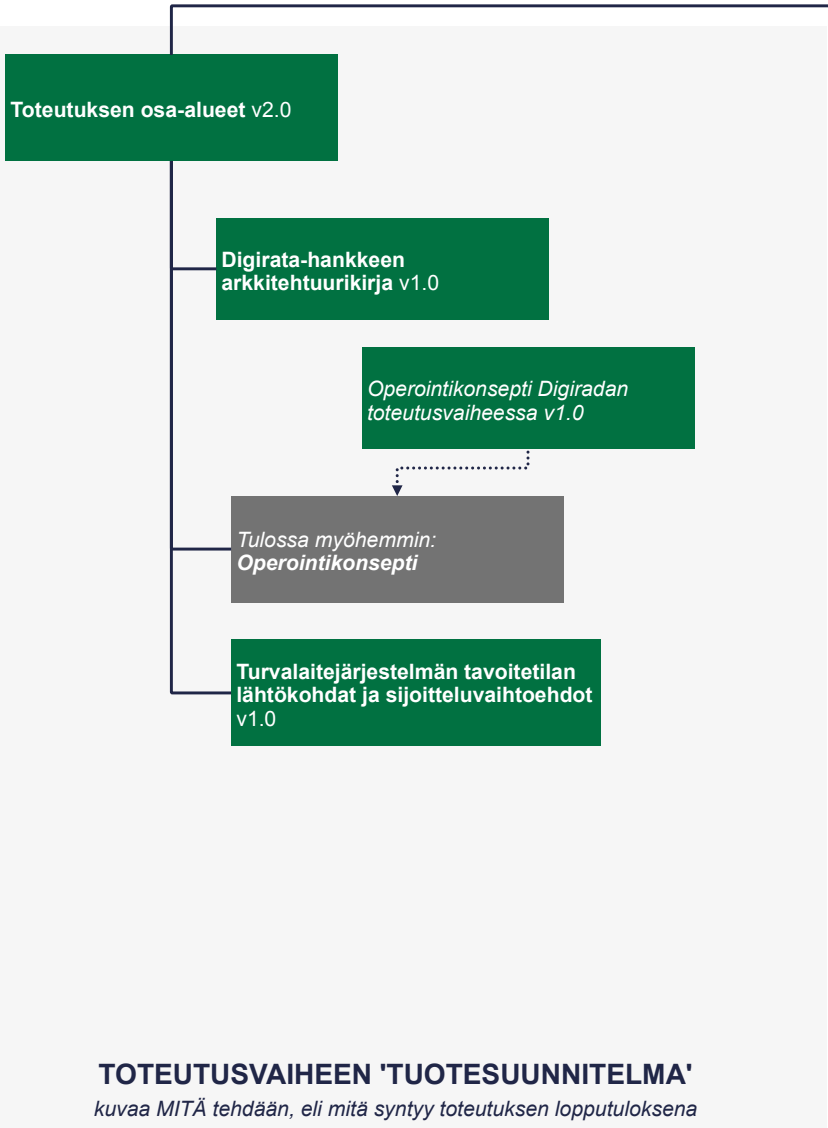 Toteutuksen osa-alueet v2.0
Digirata-hankkeen
arkkitehtuurikirja v1.0
Operointikonsepti Digiradan
toteutusvaiheessa v1.0
Tulossa myöhemmin:
Operointikonsepti
Turvalaitejärjestelmän tavoitetilan
lähtökohdat ja sijoitteluvaihtoehdot
v1.0
TOTEUTUSVAIHEEN 'TUOTESUUNNITELMA'
kuvaa MITÄ tehdään, eli mitä syntyy toteutuksen lopputuloksena